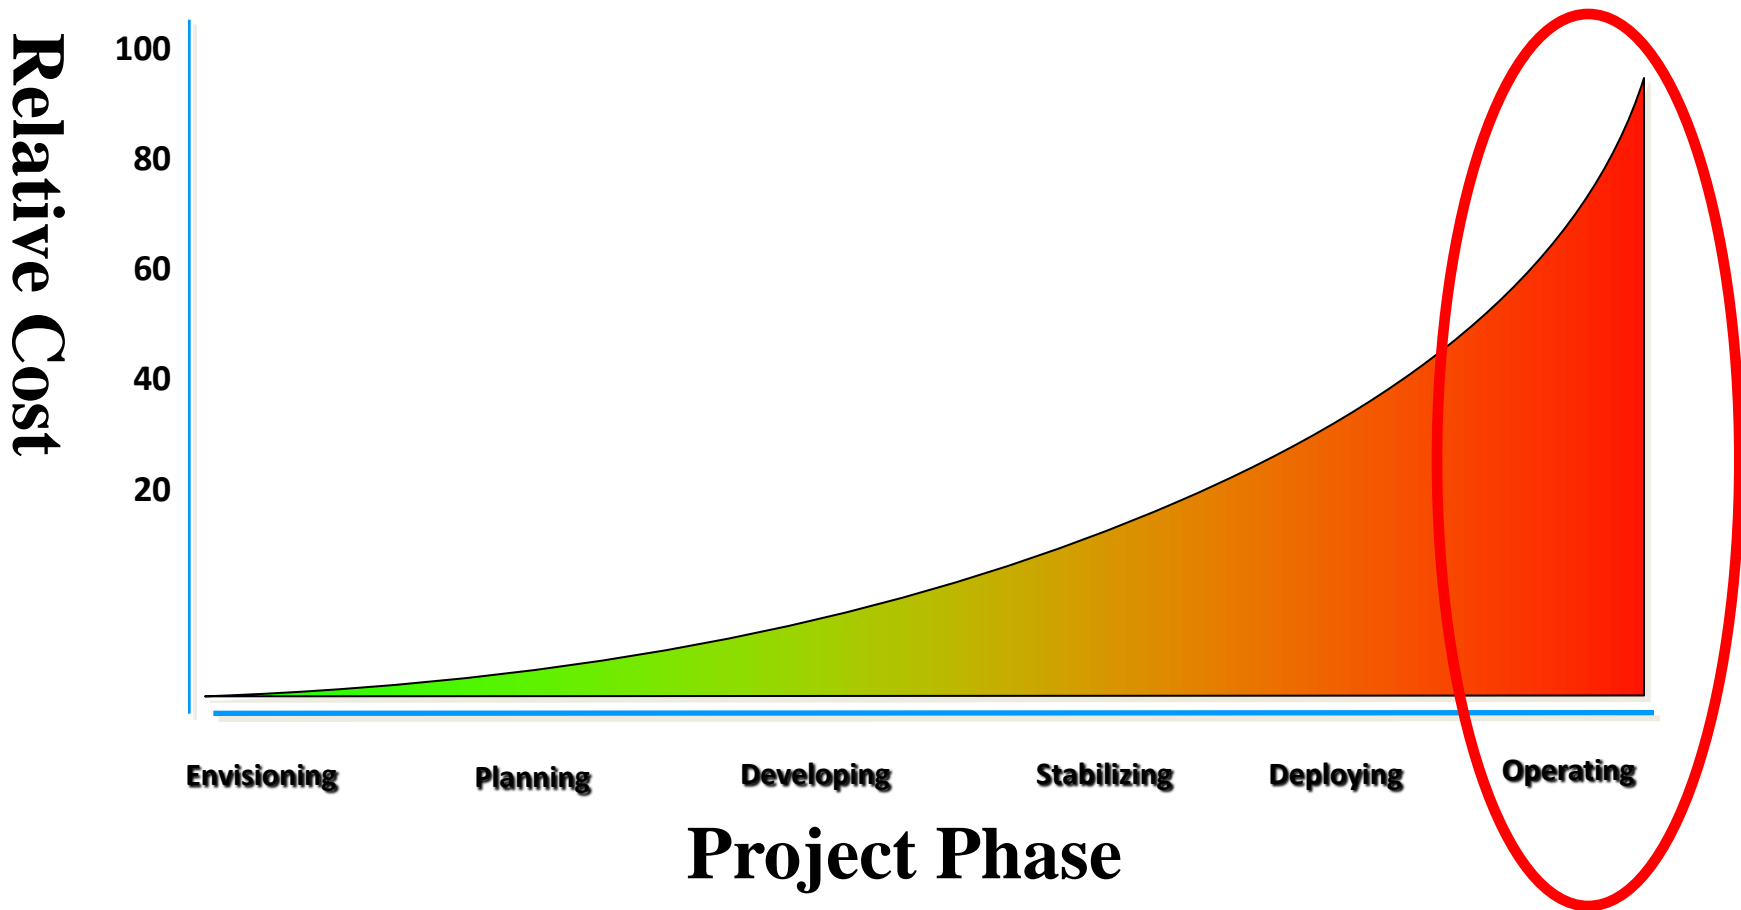 Relative Cost
100
80
60
40
20
Envisioning
Planning
Developing
Stabilizing
Deploying
Operating
Project Phase